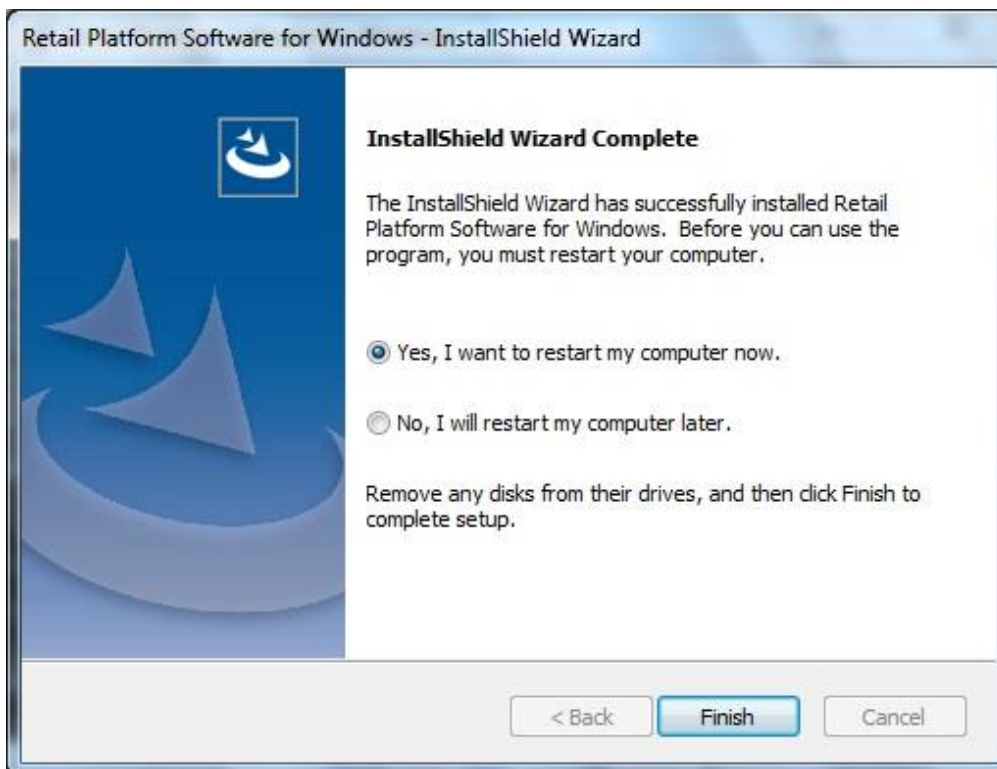 Retail Platform Software for Windows - InstallShield Wizard
InstallShield Wizard Complete
The InstallShield Wizard has successfully installed Retail
Platform Software for Windows. Before you can use the
program, you must restart your computer.
Yes, I want to restart my computer now.
No, I will restart my computer later.
Remove any disks from their drives, and then click Finish to
complete setup.
< Back
Finish
Cancel